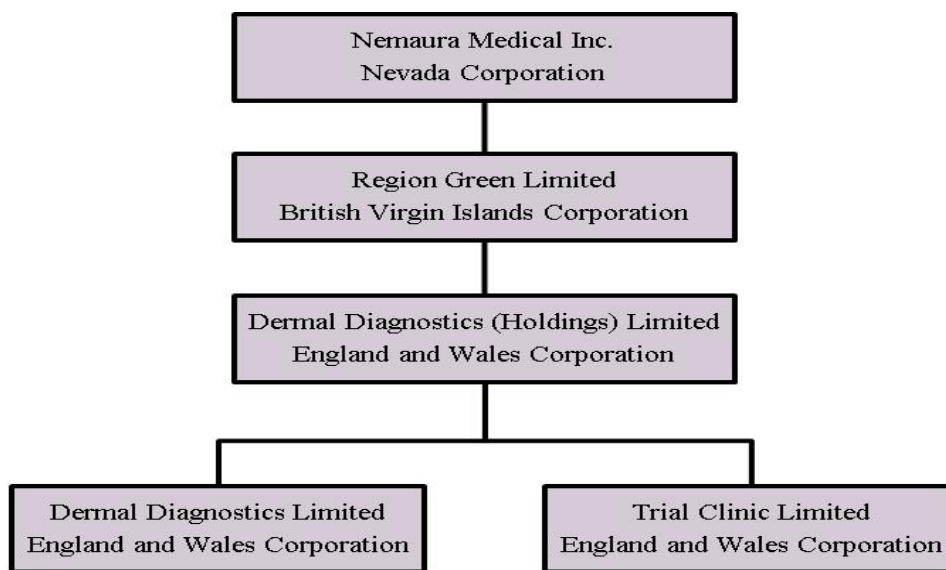 Nemaura Medical Inc.
Nevada Corporation
Region Green Limited
British Virgin Islands Corporation
Dermal Diagnostics (Holdings) Limited
England and Wales Corporation
Dermal Diagnostics Limited
England and Wales Corporation
Trial Clinic Limited
England and Wales Corporation